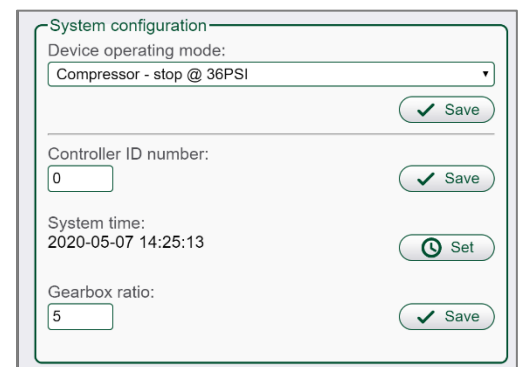 System configuration
Device operating mode:
Compressor - stop @ 36PSI
Save
Controller ID number:
0
Save
System time:
2020-05-07 14:25:13
Set
Gearbox ratio:
5
Save